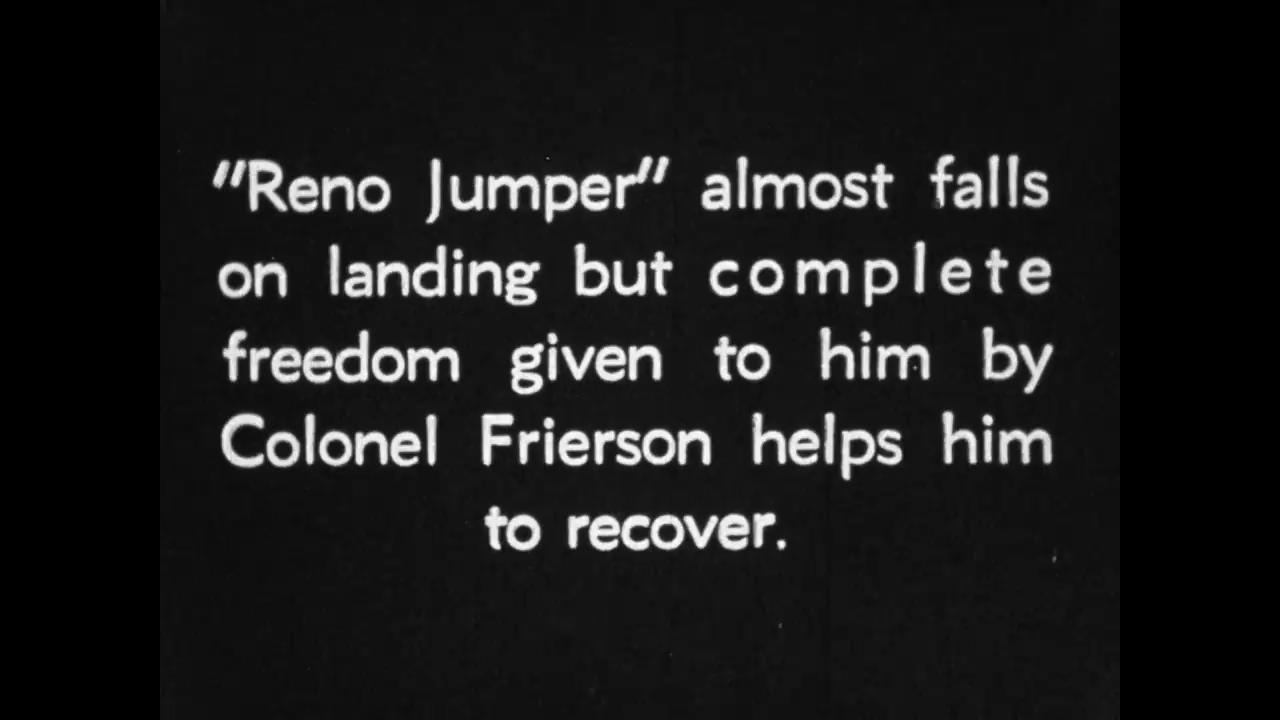 "Reno Jumper" almost falls
on landing but complete
freedom given to him by
Colonel Frierson helps him
to recover.